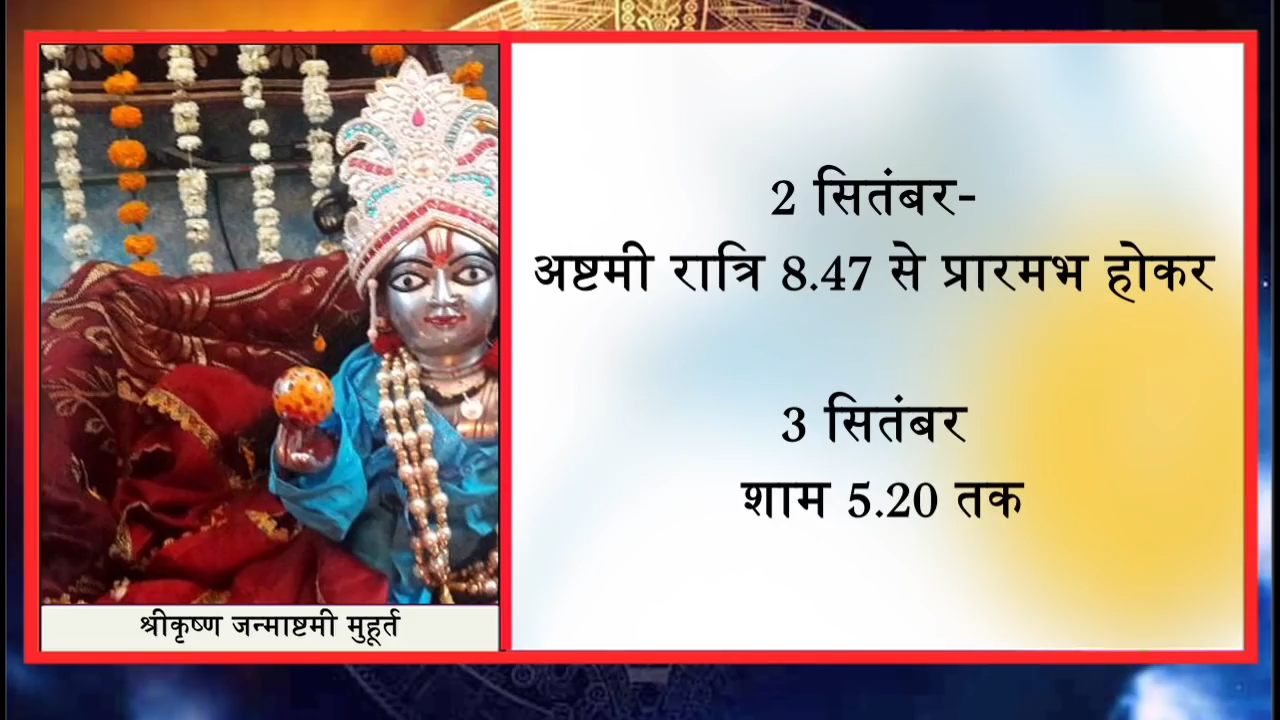 2 सितंबर-
अष्टमी रात्रि 8.47 से प्रारमभ होकर
3 सितंबर
शाम 5.20 तक
श्रीकृष्ण जन्माष्टमी मुहूर्त